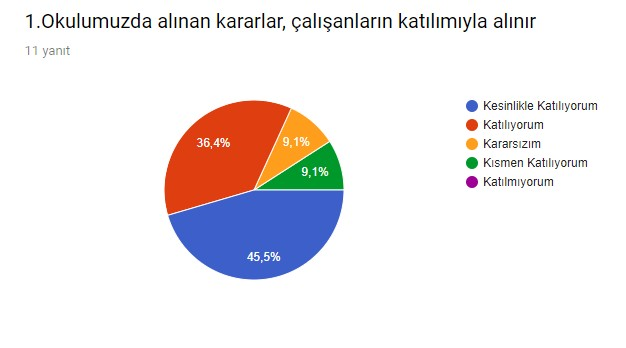 1.Okulumuzda alınan kararlar, çalışanların katılımıyla alınır
11 yanıt
Kesinlikle Katılıyorum
Katılıyorum
Kararsızım
Kısmen Katılıyorum
Katılmıyorum
36,4%
9,1%
9,1%
45,5%